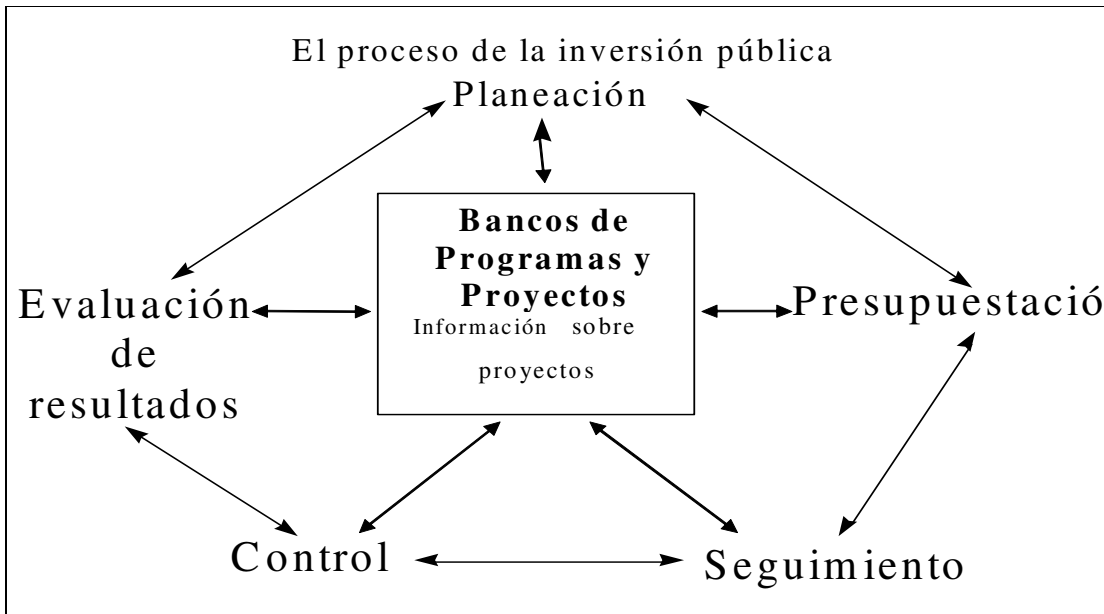 El proceso de la inversión pública
Planeación
Bancos de
Programas y
Proyectos
Información sobre
proyectos
Evaluación
de
resultados
Presupuestació
Control
Seguimiento